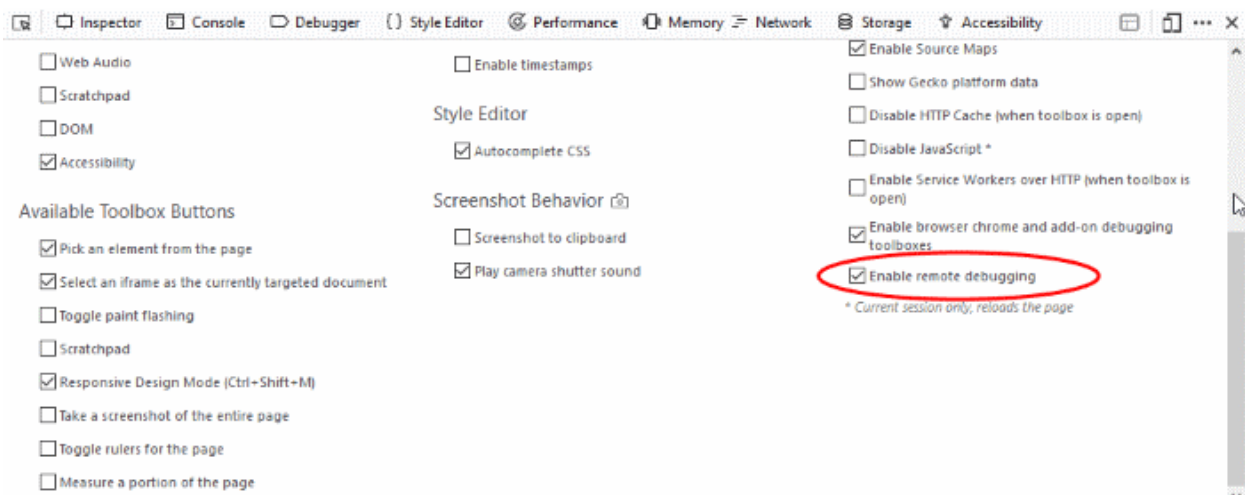 Inspector Console Debugger {} Style Editor Performance Memory Network Storage Accessibility
Web Audio
Scratchpad
DOM
Accessibility
Available Toolbox Buttons
Pick an element from the page
Select an iframe as the currently targeted document
Toggle paint flashing
Scratchpad
Responsive Design Mode (Ctrl+Shift+M)
Take a screenshot of the entire page
Toggle rulers for the page
Measure a portion of the page
Enable timestamps
Style Editor
Autocomplete CSS
Screenshot Behavior
Screenshot to clipboard
Play camera shutter sound
Enable Source Maps
Show Gecko platform data
Disable HTTP Cache (when toolbox is open)
Disable JavaScript *
Enable Service Workers over HTTP (when toolbox is
open)
Enable browser chrome and add-on debugging
toolboxes
Enable remote debugging
* Current session only, reloads the page